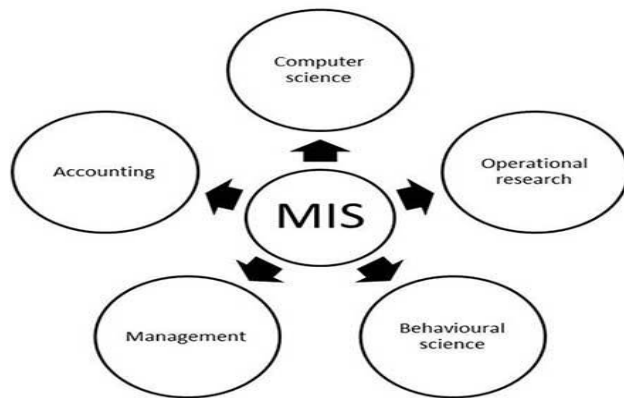 Computer
science
Accounting
Operational
research
MIS
Management
Behavioural
science